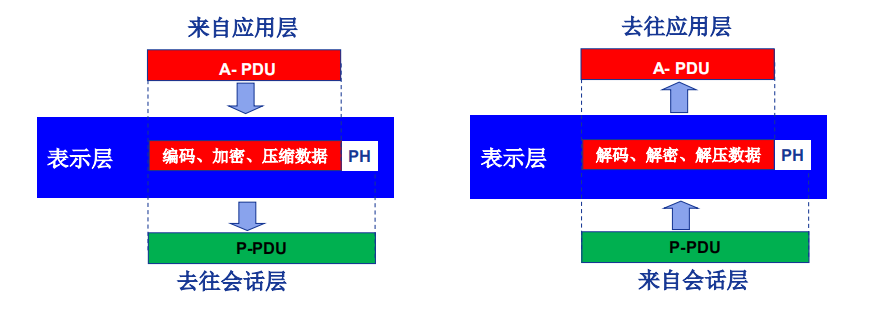 来自应用层
A- PDU
表示层
编码、加密、压缩数据
PH
P-PDU
去往会话层
去往应用层
A- PDU
表示层
解码、解密、解压数据
PH
P-PDU
来自会话层